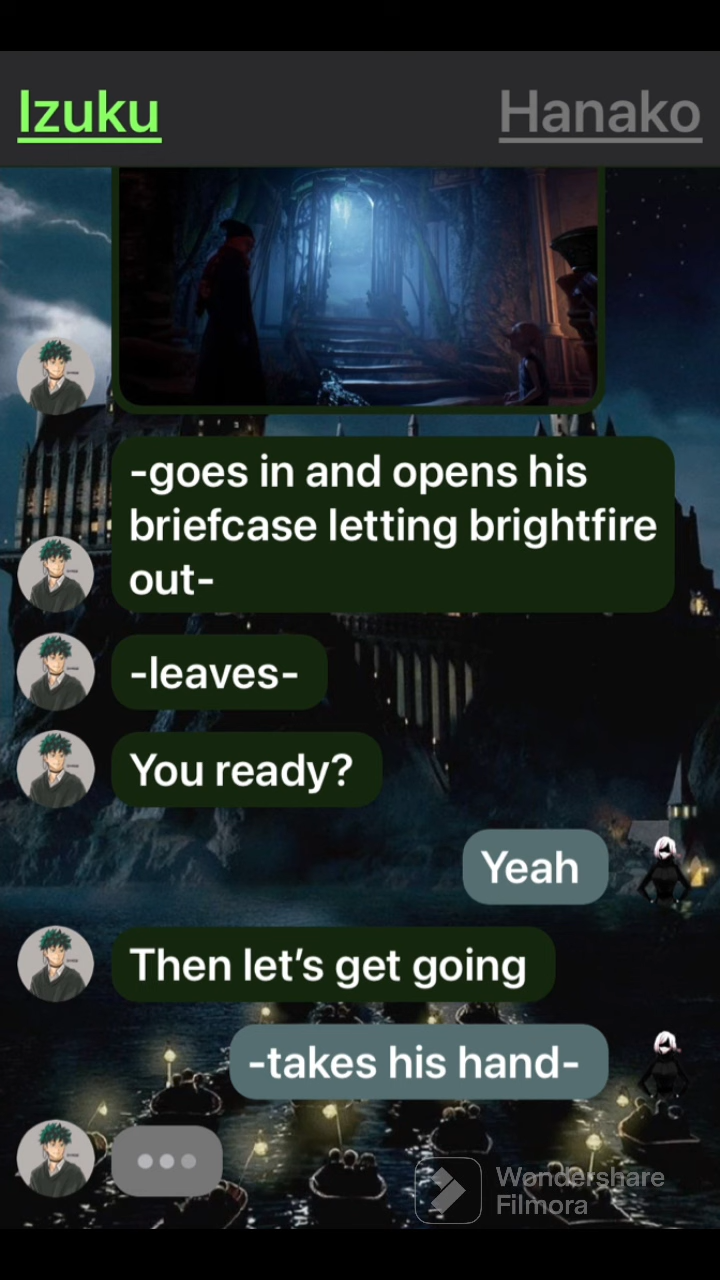 Izuku
Hanako
-goes in and opens his
briefcase letting brightfire
out-
-leaves-
You ready?
Yeah
Then let's get going
-takes his hand-
Wondershare
Filmora